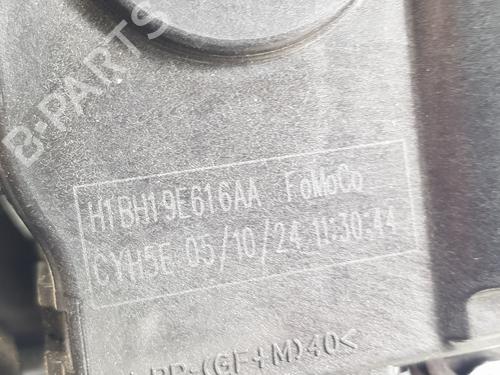 B-PARTS
H1BH19E616AA FoMoCo
CYH5E 05/10/24 11:30:44
PP-(GF+M)40<